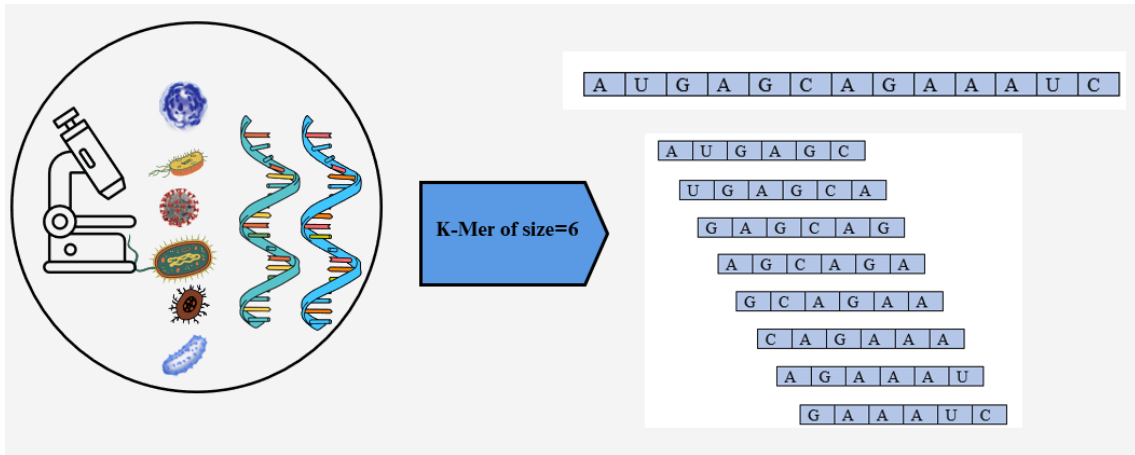 A U G A G C A G A A A U C
A U G A G C
U G A G C A
G A G C A G
K-Mer of size=6
A G C A G A
G C A G A A
C A G A A A
A G A A A U
G A A A U C